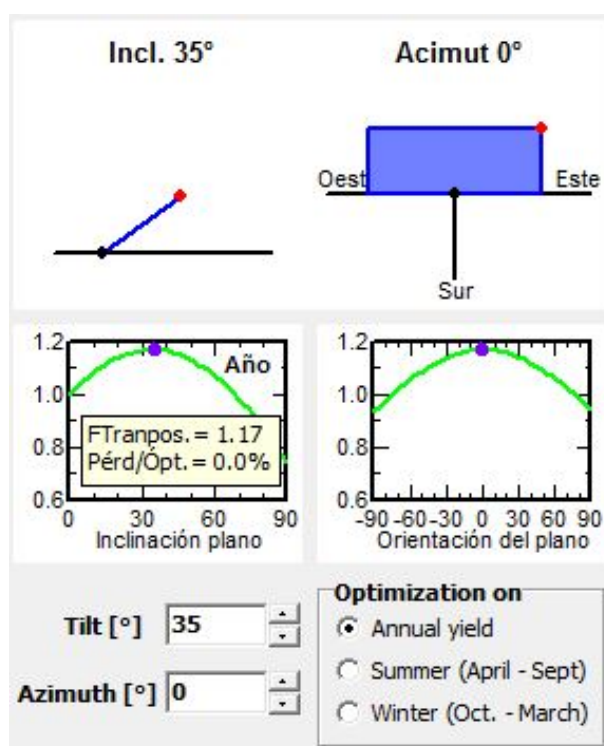 Incl. 35°
Acimut 0°
Oest
Este
Sur
1.2
1.0
0.8
0.6
Año
FTranpos. = 1.17
Pérd/Ópt. = 0.0%
0 30 60 90
Inclinación plano
1.2
1.0
0.8
0.6
-90 -60 -30 0 30 60 90
Orientación del plano
Tilt [°] 35
Azimuth [°] 0
Optimization on
Annual yield
Summer (April - Sept)
Winter (Oct. - March)